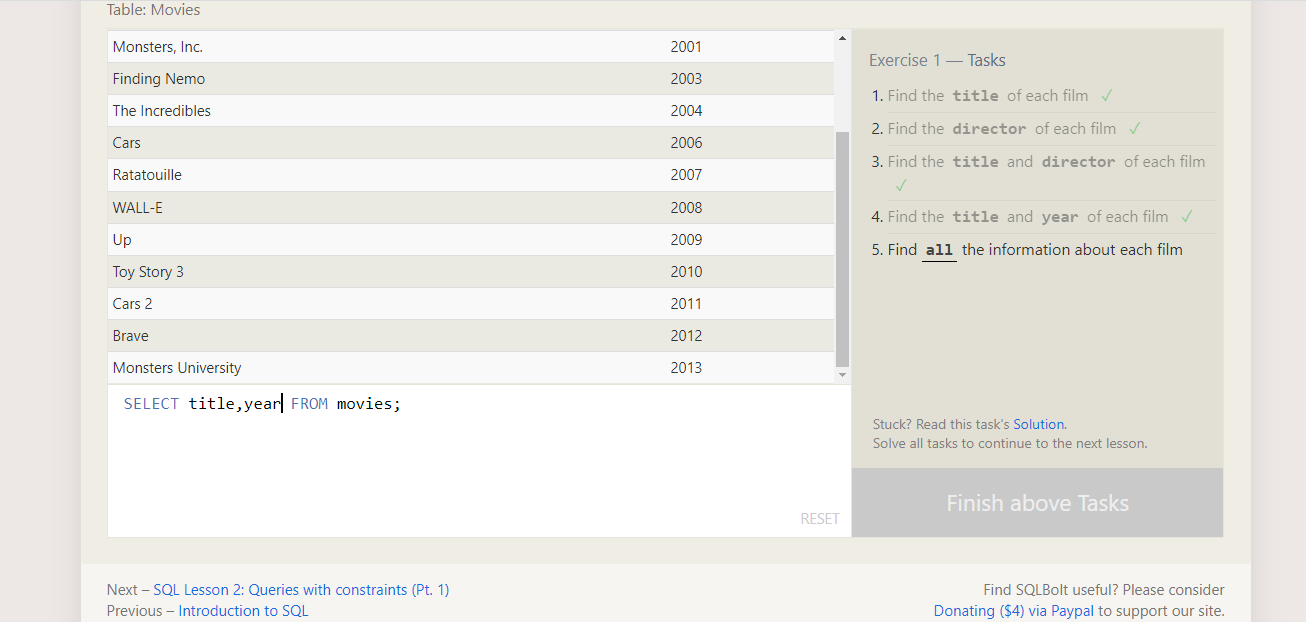 Table: Movies
Monsters, Inc. 2001
Finding Nemo 2003
The Incredibles 2004
Cars 2006
Ratatouille 2007
WALL-E 2008
Up 2009
Toy Story 3 2010
Cars 2 2011
Brave 2012
Monsters University 2013
SELECT title,year FROM movies;
RESET
Exercise 1 — Tasks
1. Find the title of each film ✓
2. Find the director of each film ✓
3. Find the title and director of each film
✓
4. Find the title and year of each film ✓
5. Find all the information about each film
Stuck? Read this task's Solution.
Solve all tasks to continue to the next lesson.
Finish above Tasks
Next – SQL Lesson 2: Queries with constraints (Pt. 1)
Previous – Introduction to SQL
Find SQLBolt useful? Please consider
Donating ($4) via Paypal to support our site.